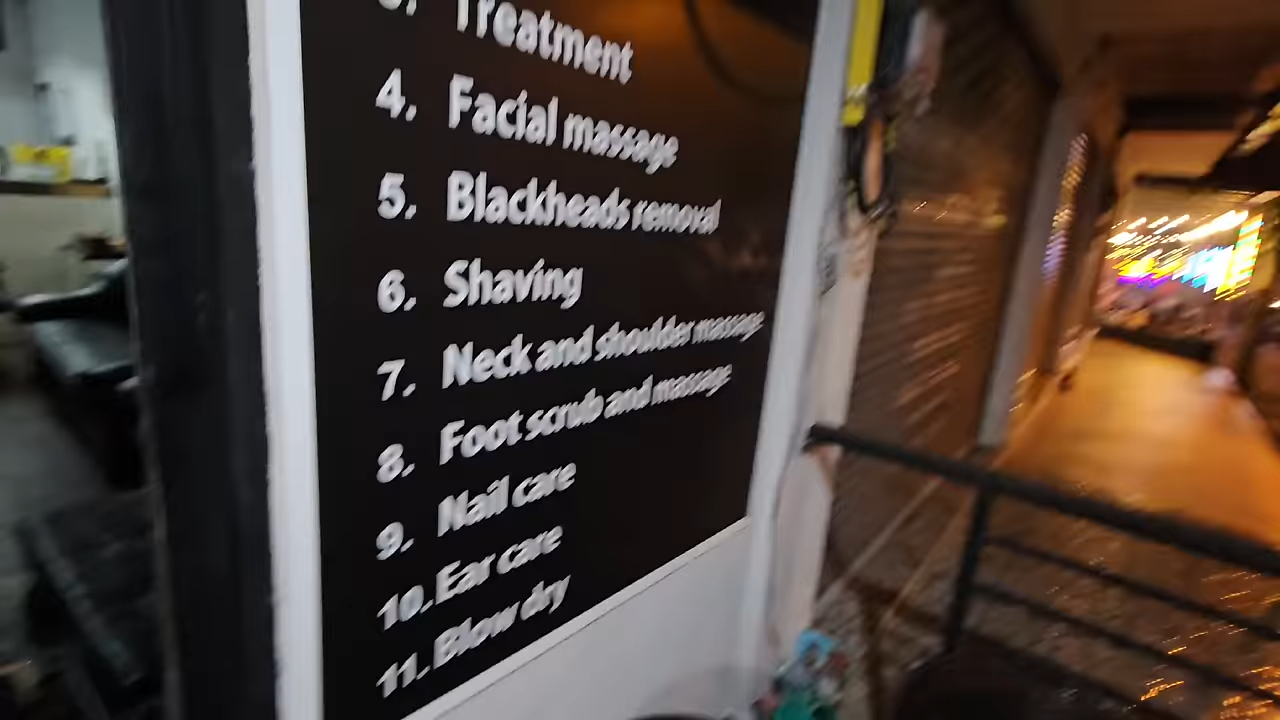 3. Treatment
4. Facial massage
5. Blackheads removal
6. Shaving
7. Neck and shoulder massage
8. Foot scrub and massage
9. Nail care
10. Ear care
11. Blow dry